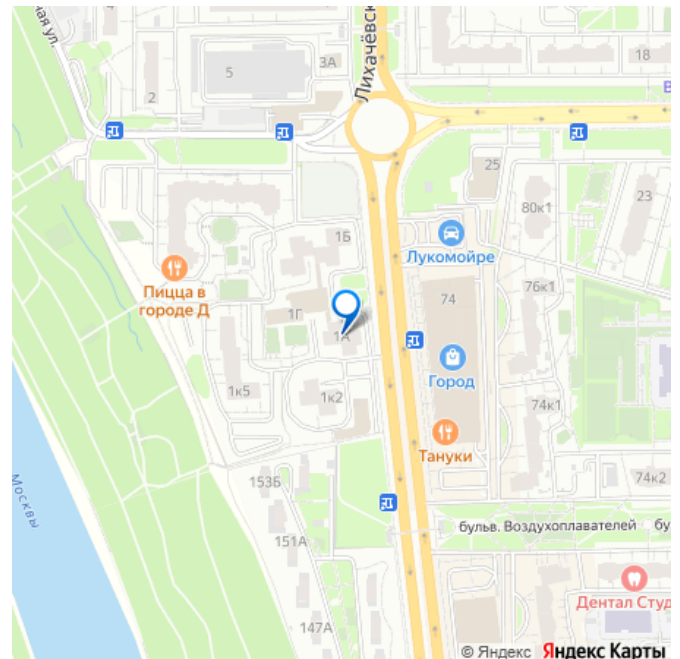 ная ул.
5
3А
2
Лихачёвск
18
25
80к1
23
1Б
Лукомойре
Пицца в
городе Д
76к1
74
1Г
1А
Город
1к5
1к2
74к1
Тануки
153Б
74к2
Москвы
бульв. Воздухоплавателей
бу
151А
Дентал Студ
147А
© Яндекс Яндекс Карты